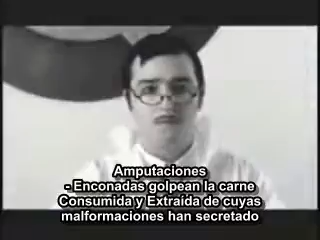 Amputaciones
- Enconadas golpean la carne
Consumida y Extraída de cuyas
malformaciones han secretado